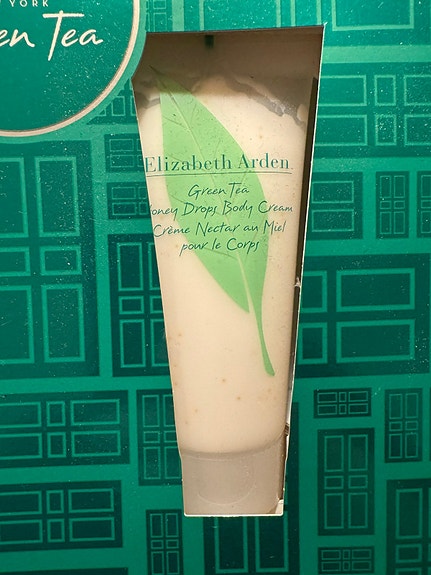 YORK
en Tea
Elizabeth Arden
Green Tea
oney Drops Body Cream
Crème Nectar au Miel
pour le Corps